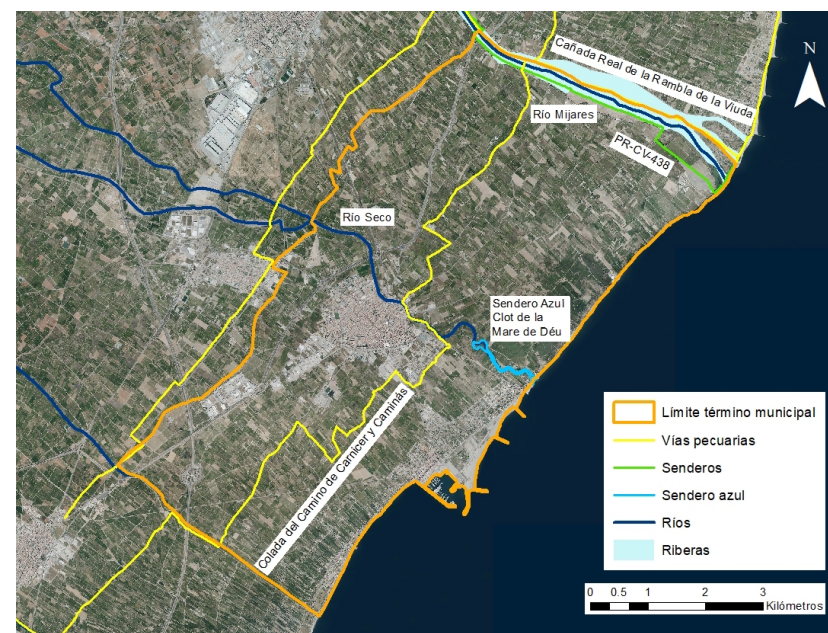 Cañada Real de la Rambla de la Viuda
N
Río Mijares
PR-CV-438
Río Seco
Sendero Azul
Clot de la
Mare de Déu
Colada del Camino de Carnicer y Caminás
Límite término municipal
Vías pecuarias
Senderos
Sendero azul
Ríos
Riberas
0 0.5 1 2 3
Kilómetros